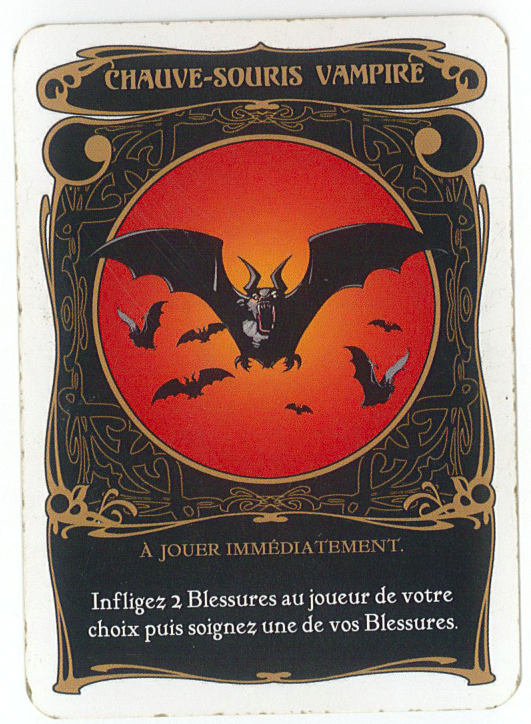 CHAUVE-SOURIS VAMPIRE
À JOUER IMMÉDIATEMENT.
Infligez 2 Blessures au joueur de votre
choix puis soignez une de vos Blessures.